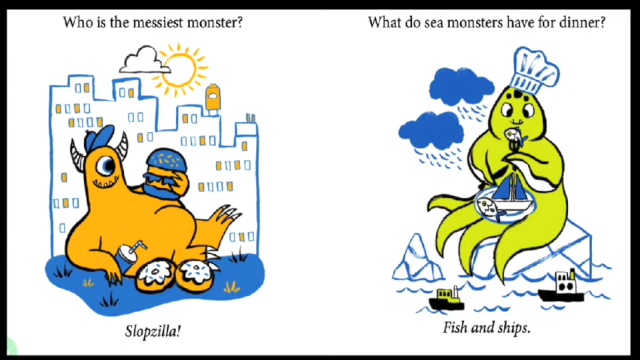 Who is the messiest monster?
Slopzilla!
What do sea monsters have for dinner?
Fish and ships.